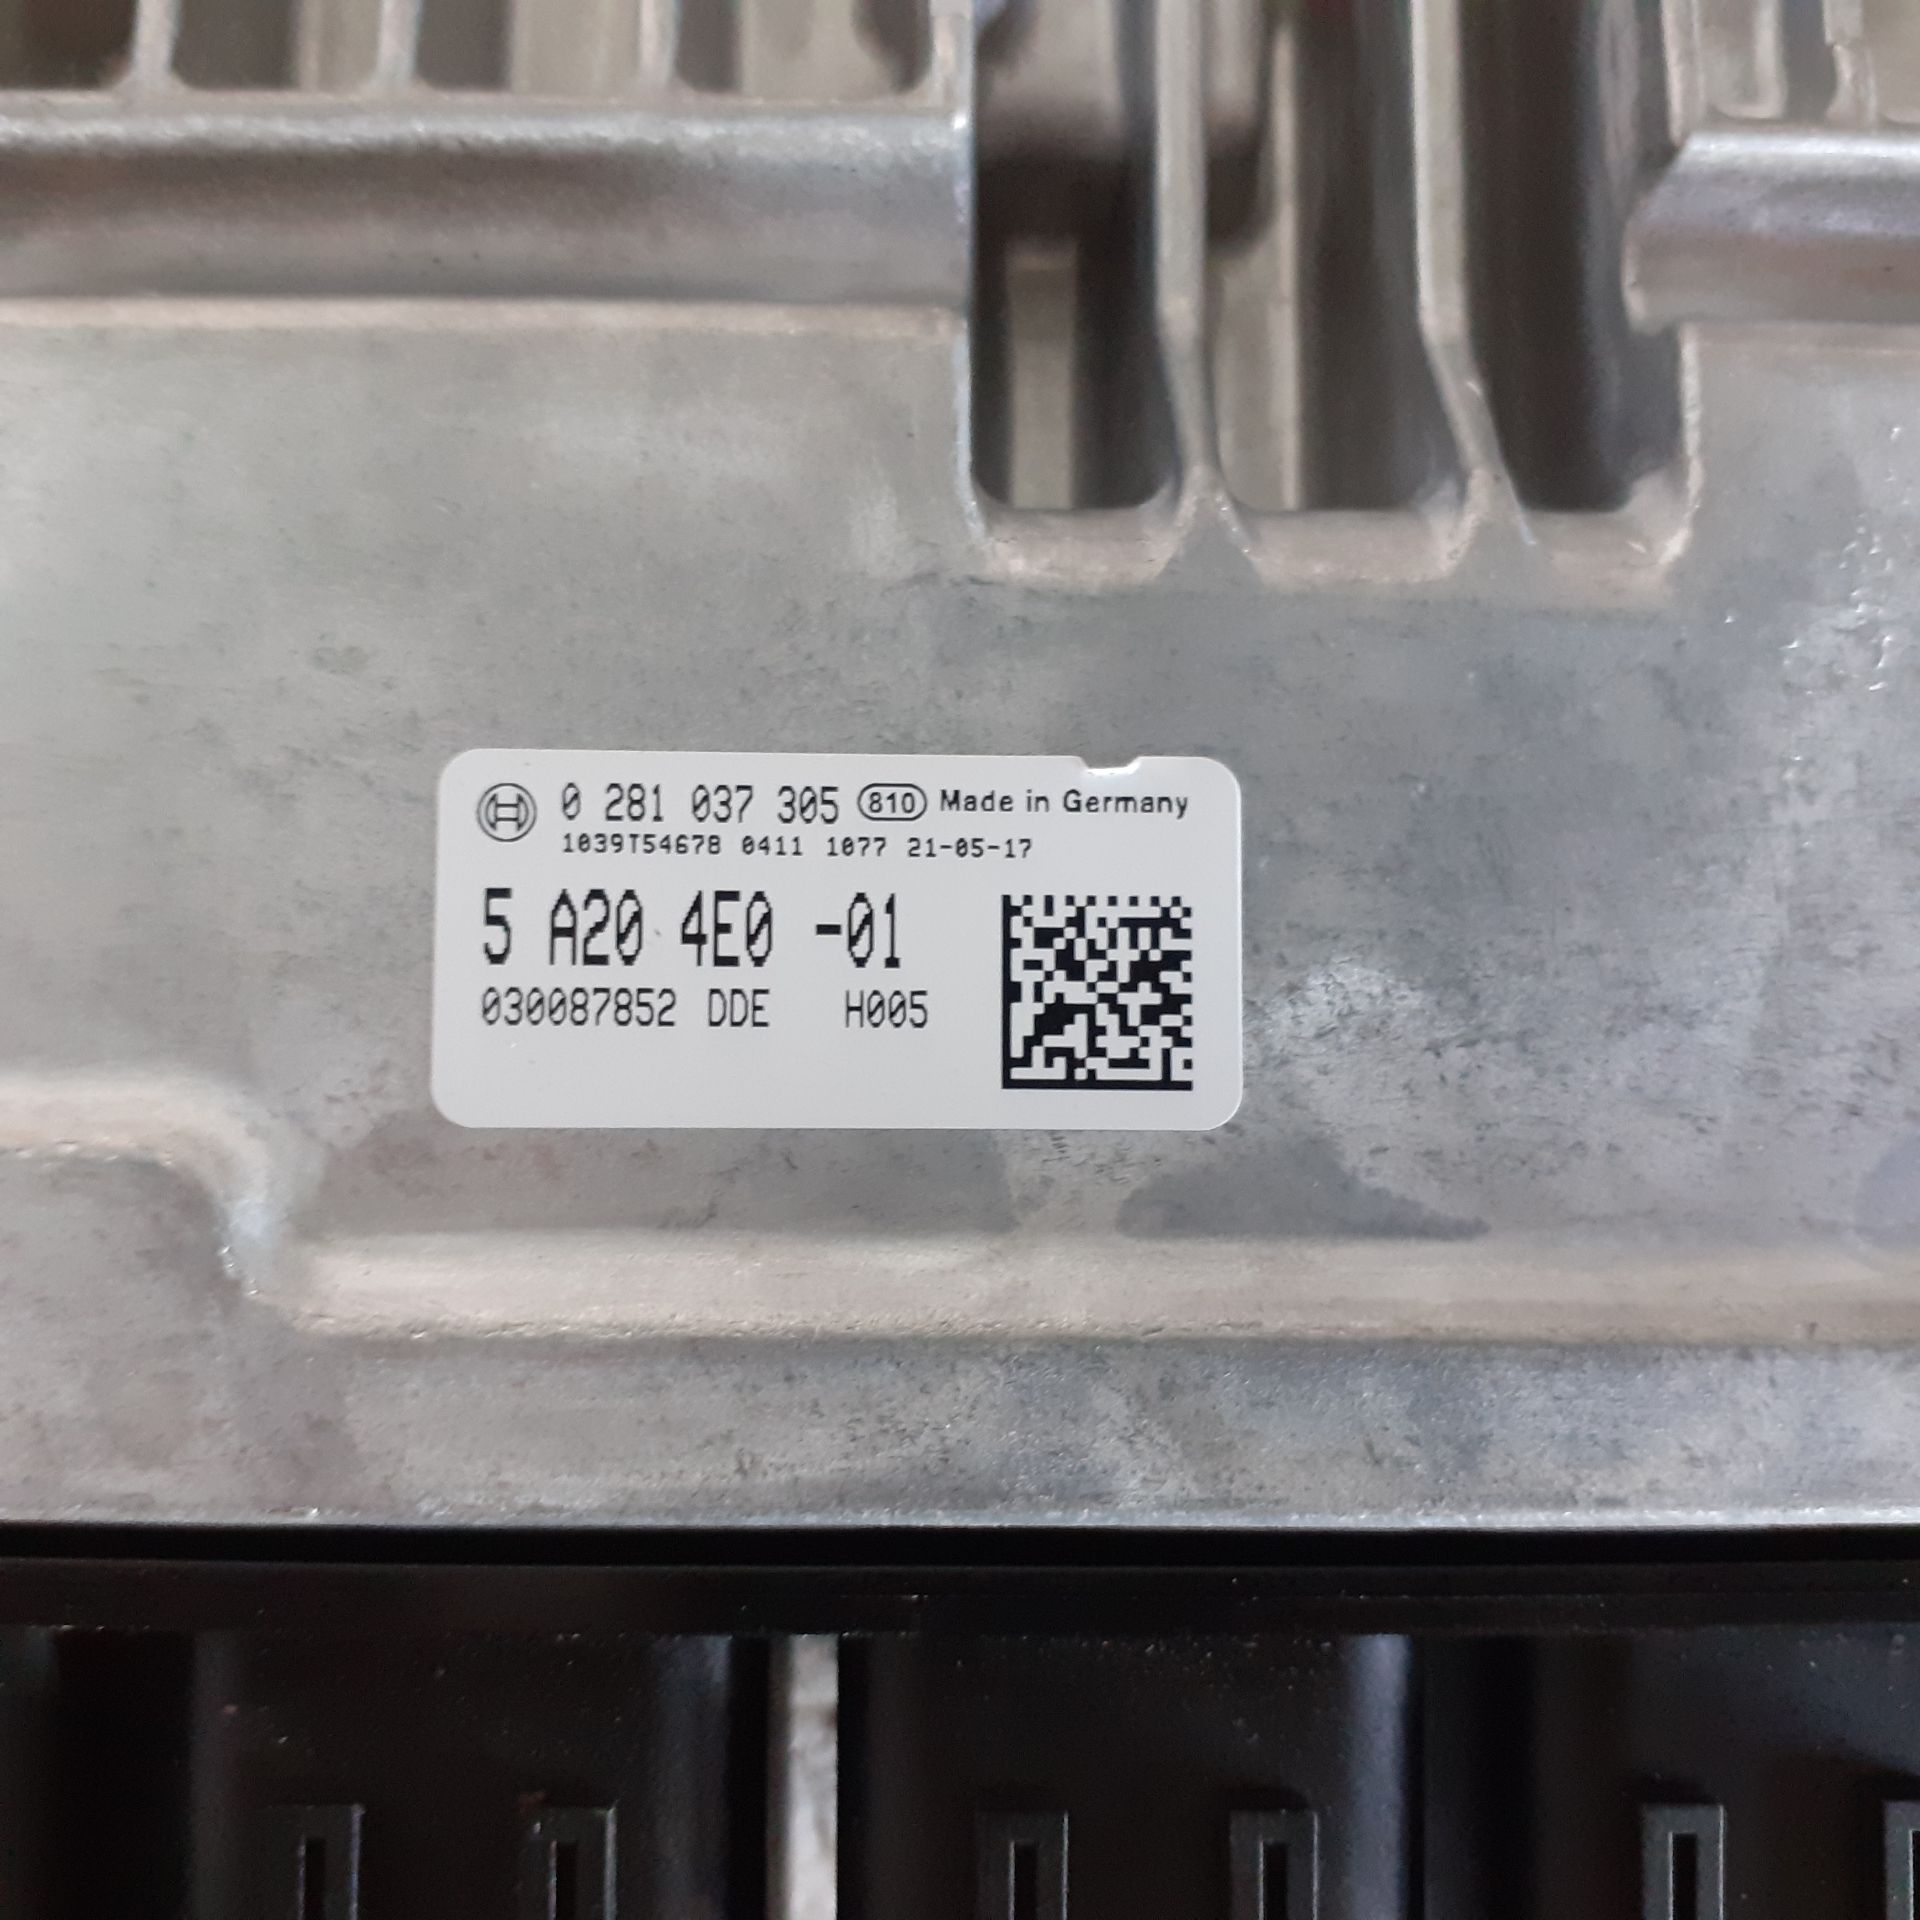 0 281 037 305 810 Made in Germany
1039T54678 0411 1077 21-05-17
5 A20 4E0 -01
030087852 DDE H005